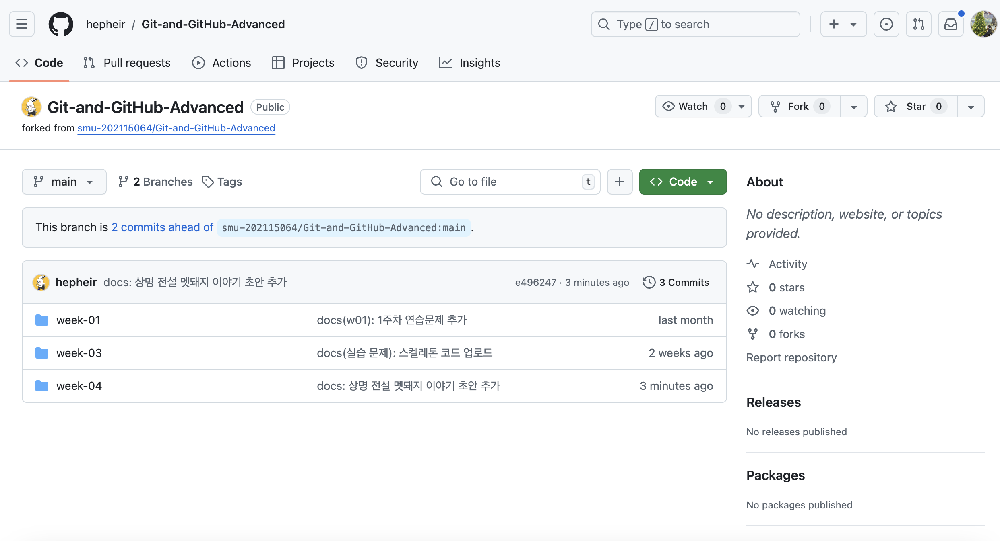 hepheir / Git-and-GitHub-Advanced
Type / to search
Code Pull requests Actions Projects Security Insights
Git-and-GitHub-Advanced Public
Watch 0 Fork 0 Star 0
forked from smu-202115064/Git-and-GitHub-Advanced
main 2 Branches Tags Go to file t Code
This branch is 2 commits ahead of smu-202115064/Git-and-GitHub-Advanced:main .
hepheir docs: 상명 전설 멧돼지 이야기 초안 추가 e496247 · 3 minutes ago 3 Commits
week-01 docs(w01): 1주차 연습문제 추가 last month
week-03 docs(실습 문제): 스켈레톤 코드 업로드 2 weeks ago
week-04 docs: 상명 전설 멧돼지 이야기 초안 추가 3 minutes ago
About
No description, website, or topics
provided.
Activity
0 stars
0 watching
0 forks
Report repository
Releases
No releases published
Packages
No packages published